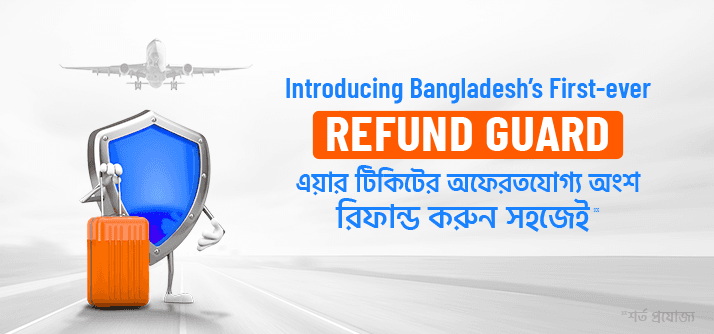 Introducing Bangladesh's First-ever
REFUND GUARD
এয়ার টিকিটের অফেরতযোগ্য অংশ
রিফান্ড করুন সহজেই※
※শর্ত প্রযোজ্য